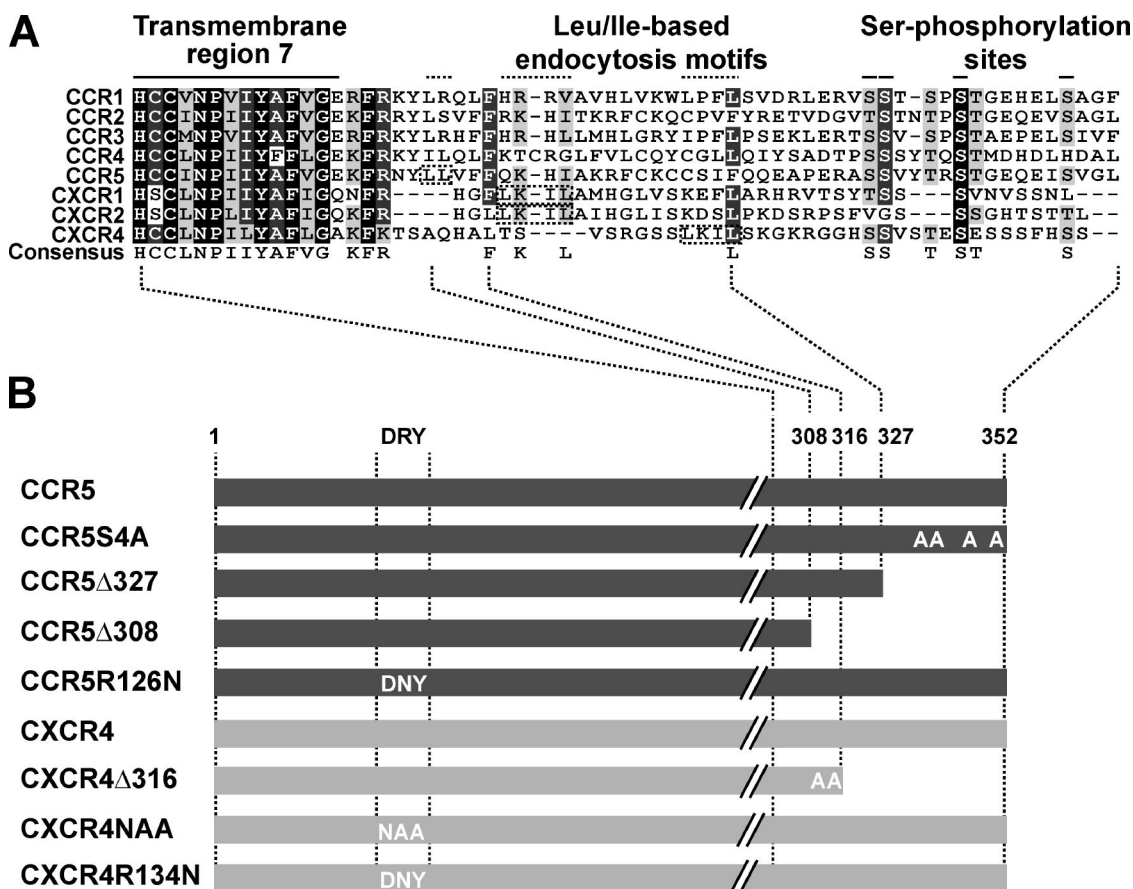 A
Transmembrane region 7
Leu/Ile-based endocytosis motifs
Ser-phosphorylation sites
CCR1 HCCVNPVIYAFVGERFRKYLRQLFHR-RVAVHLVKWLPFLSVDRLERVSST-SPSTGEHELSAGF
CCR2 HCCINPIIYAFVGEKFRRYLSVFFRK-HITKRFCKQCPVFYRETVDGVTSTNTPSTGEQEVSAGL
CCR3 HCCMNPVIYAFVGERFRKYLRHFFHR-HLLMHLGRYIPFLPSEKLERTSSV-SPSTAEPELSIVF
CCR4 HCCLNPIIYFFLGEKFRKYILQLFKTCRGLFVLCQYCGLLQIYSADTPSSSYTQSTMDHDLHDAL
CCR5 HCCINPIIYAFVGEKFRNYLLVFFQK-HIAKRFCKCCSIFQQEAPERASSVYTRSTGEQEISVGL
CXCR1 HSCLNPIIYAFIGQNFR----HGFLKILAMHGLVSKEFLARHRVTSYTSS----SVNVSSNL--
CXCR2 HSCLNPLIYAFIGQKFR----HGLLK-ILAIHGLISKDSLPKDSRPSFVGS----SSGHTSTTL--
CXCR4 HCCLNPILYAFLGAKFKTSAQHALTS----VSRGSSLKILSKGKRGGHSSVSTESESSSFHSS--
Consensus HCCLNPIIYAFVG KFR F K L L SS T ST S
B
1 DRY 308 316 327 352
CCR5
CCR5S4A AA A A
CCR5Δ327
CCR5Δ308
CCR5R126N DNY
CXCR4
CXCR4Δ316 AA
CXCR4NAA NAA
CXCR4R134N DNY